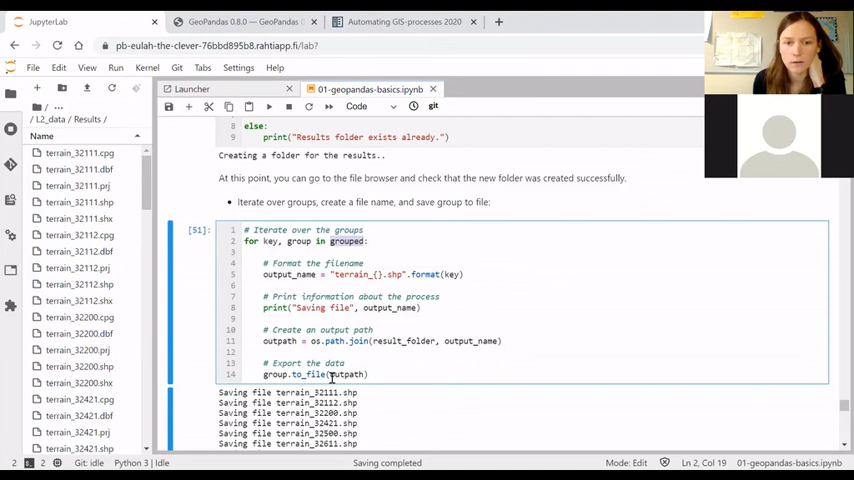 JupyterLab
GeoPandas 0.8.0 — GeoPandas
Automating GIS-processes 2020
pb-eulah-the-clever-76bbd895b8.rahtiapp.fi/lab?
File Edit View Run Kernel Git Tabs Settings Help
Launcher
01-geopandas-basics.ipynb
Code
git
/ ...
/ L2_data / Results /
Name
terrain_32111.cpg
terrain_32111.dbf
terrain_32111.prj
terrain_32111.shp
terrain_32111.shx
terrain_32112.cpg
terrain_32112.dbf
terrain_32112.prj
terrain_32112.shp
terrain_32112.shx
terrain_32200.cpg
terrain_32200.dbf
terrain_32200.prj
terrain_32200.shp
terrain_32200.shx
terrain_32421.cpg
terrain_32421.dbf
terrain_32421.prj
terrain_32421.shp
8 else:
9 print("Results folder exists already.")
Creating a folder for the results..
At this point, you can go to the file browser and check that the new folder was created successfully.
• Iterate over groups, create a file name, and save group to file:
[51]:
1 # Iterate over the groups
2 for key, group in grouped:
3
4 # Format the filename
5 output_name = "terrain_{}.shp".format(key)
6
7 # Print information about the process
8 print("Saving file", output_name)
9
10 # Create an output path
11 outpath = os.path.join(result_folder, output_name)
12
13 # Export the data
14 group.to_file(outpath)
Saving file terrain_32111.shp
Saving file terrain_32112.shp
Saving file terrain_32200.shp
Saving file terrain_32421.shp
Saving file terrain_32500.shp
Saving file terrain_32611.shp
2 Git: idle Python 3 | Idle Saving completed Mode: Edit Ln 2, Col 19 01-geopandas-basics.ipynb